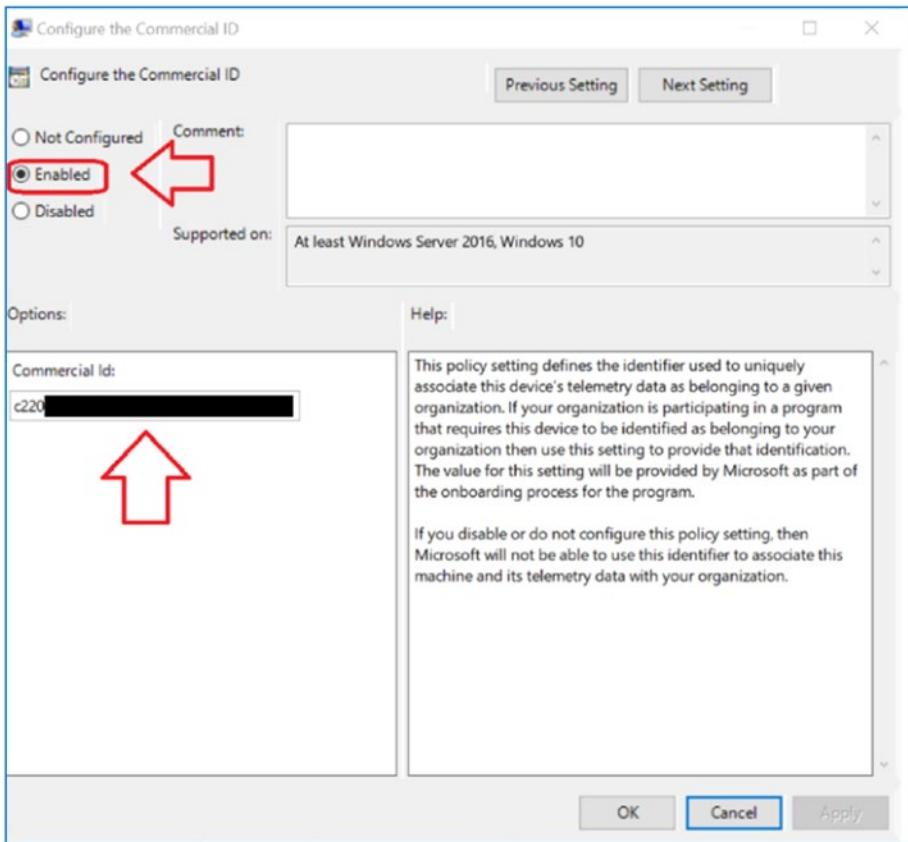 Configure the Commercial ID
Configure the Commercial ID
Previous Setting
Next Setting
Not Configured
Comment:
Enabled
Disabled
Supported on:
At least Windows Server 2016, Windows 10
Options:
Help:
Commercial Id:
c220
This policy setting defines the identifier used to uniquely
associate this device's telemetry data as belonging to a given
organization. If your organization is participating in a program
that requires this device to be identified as belonging to your
organization then use this setting to provide that identification.
The value for this setting will be provided by Microsoft as part of
the onboarding process for the program.
If you disable or do not configure this policy setting, then
Microsoft will not be able to use this identifier to associate this
machine and its telemetry data with your organization.
OK
Cancel
Apply